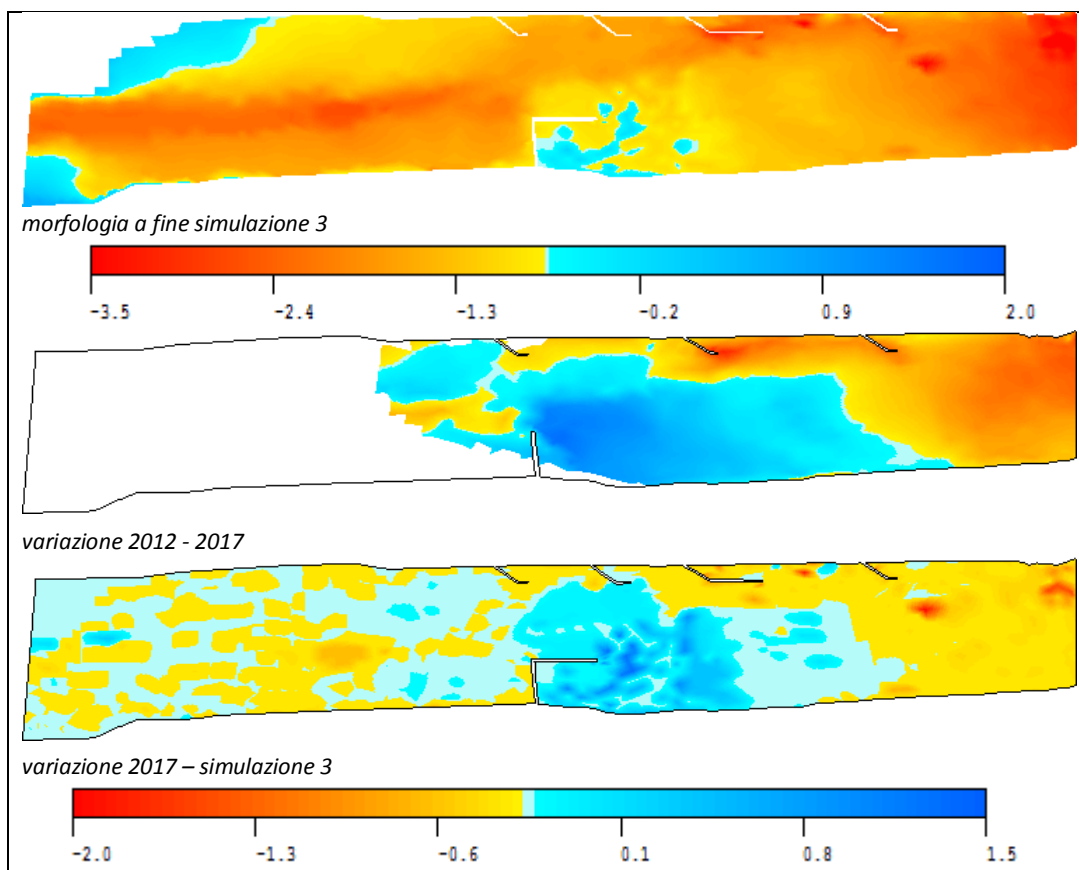 morfologia a fine simulazione 3
-3.5 -2.4 -1.3 -0.2 0.9 2.0
variazione 2012 - 2017
variazione 2017 – simulazione 3
-2.0 -1.3 -0.6 0.1 0.8 1.5